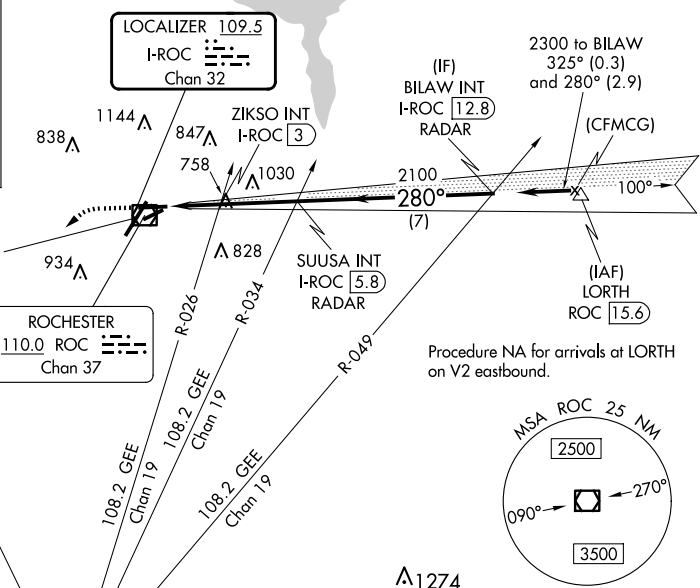 LOCALIZER 109.5
I-ROC
Chan 32
2300 to BILAW
325° (0.3)
and 280° (2.9)
(IF)
BILAW INT
I-ROC 12.8
RADAR
(CFMCG)
ZIKSO INT
I-ROC 3
1144
838
847
758
1030
2100
280°
(7)
100°
828
934
SUUSA INT
I-ROC 5.8
RADAR
(IAF)
LORTH
ROC 15.6
ROCHESTER
110.0 ROC
Chan 37
R-026
R-034
R-049
108.2 GEE
Chan 19
108.2 GEE
Chan 19
108.2 GEE
Chan 19
Procedure NA for arrivals at LORTH
on V2 eastbound.
MSA ROC 25 NM
2500
090°
270°
3500
1274